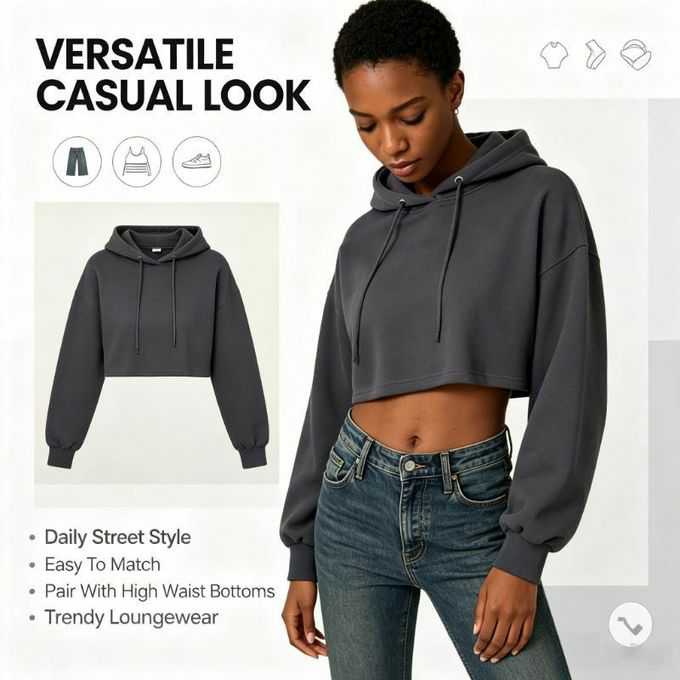 VERSATILE
CASUAL LOOK
• Daily Street Style
• Easy To Match
• Pair With High Waist Bottoms
• Trendy Loungewear